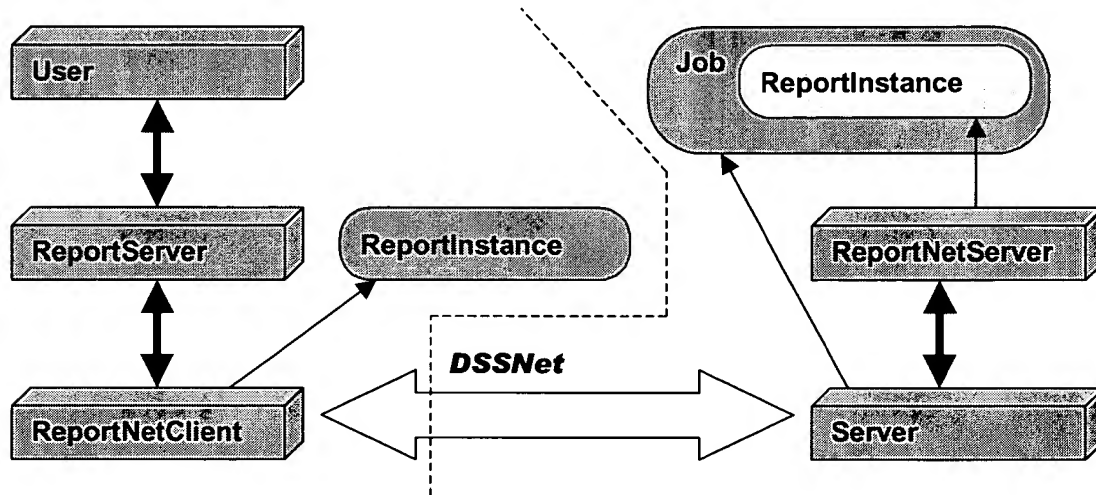 User
Job
ReportInstance
ReportServer
ReportInstance
ReportNetServer
DSSNet
ReportNetClient
Server